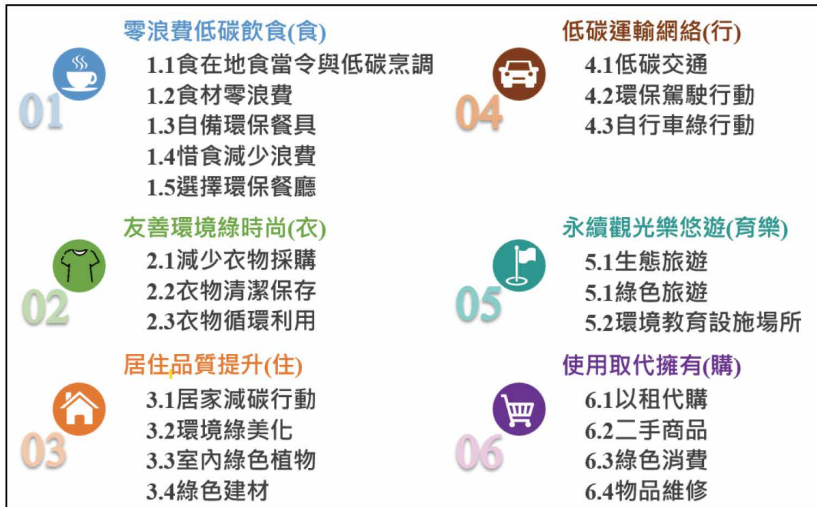 01
零浪費低碳飲食(食)
1.1食在地食當令與低碳烹調
1.2食材零浪費
1.3自備環保餐具
1.4惜食減少浪費
1.5選擇環保餐廳
02
友善環境綠時尚(衣)
2.1減少衣物採購
2.2衣物清潔保存
2.3衣物循環利用
03
居住品質提升(住)
3.1居家減碳行動
3.2環境綠美化
3.3室內綠色植物
3.4綠色建材
04
低碳運輸網絡(行)
4.1低碳交通
4.2環保駕駛行動
4.3自行車綠行動
05
永續觀光樂悠遊(育樂)
5.1生態旅遊
5.1綠色旅遊
5.2環境教育設施場所
06
使用取代擁有(購)
6.1以租代購
6.2二手商品
6.3綠色消費
6.4物品維修